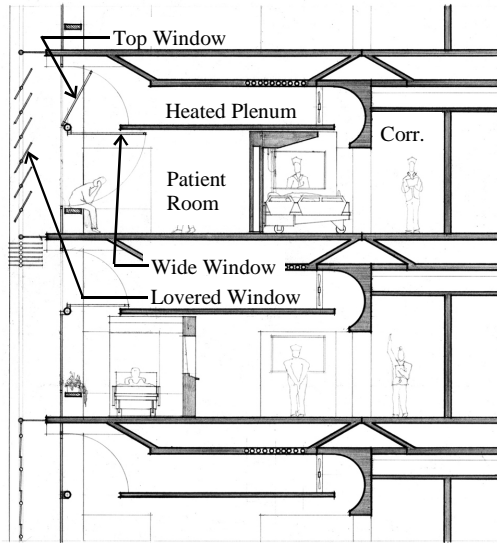 Top Window
Heated Plenum
Corr.
Patient
Room
Wide Window
Lovered Window